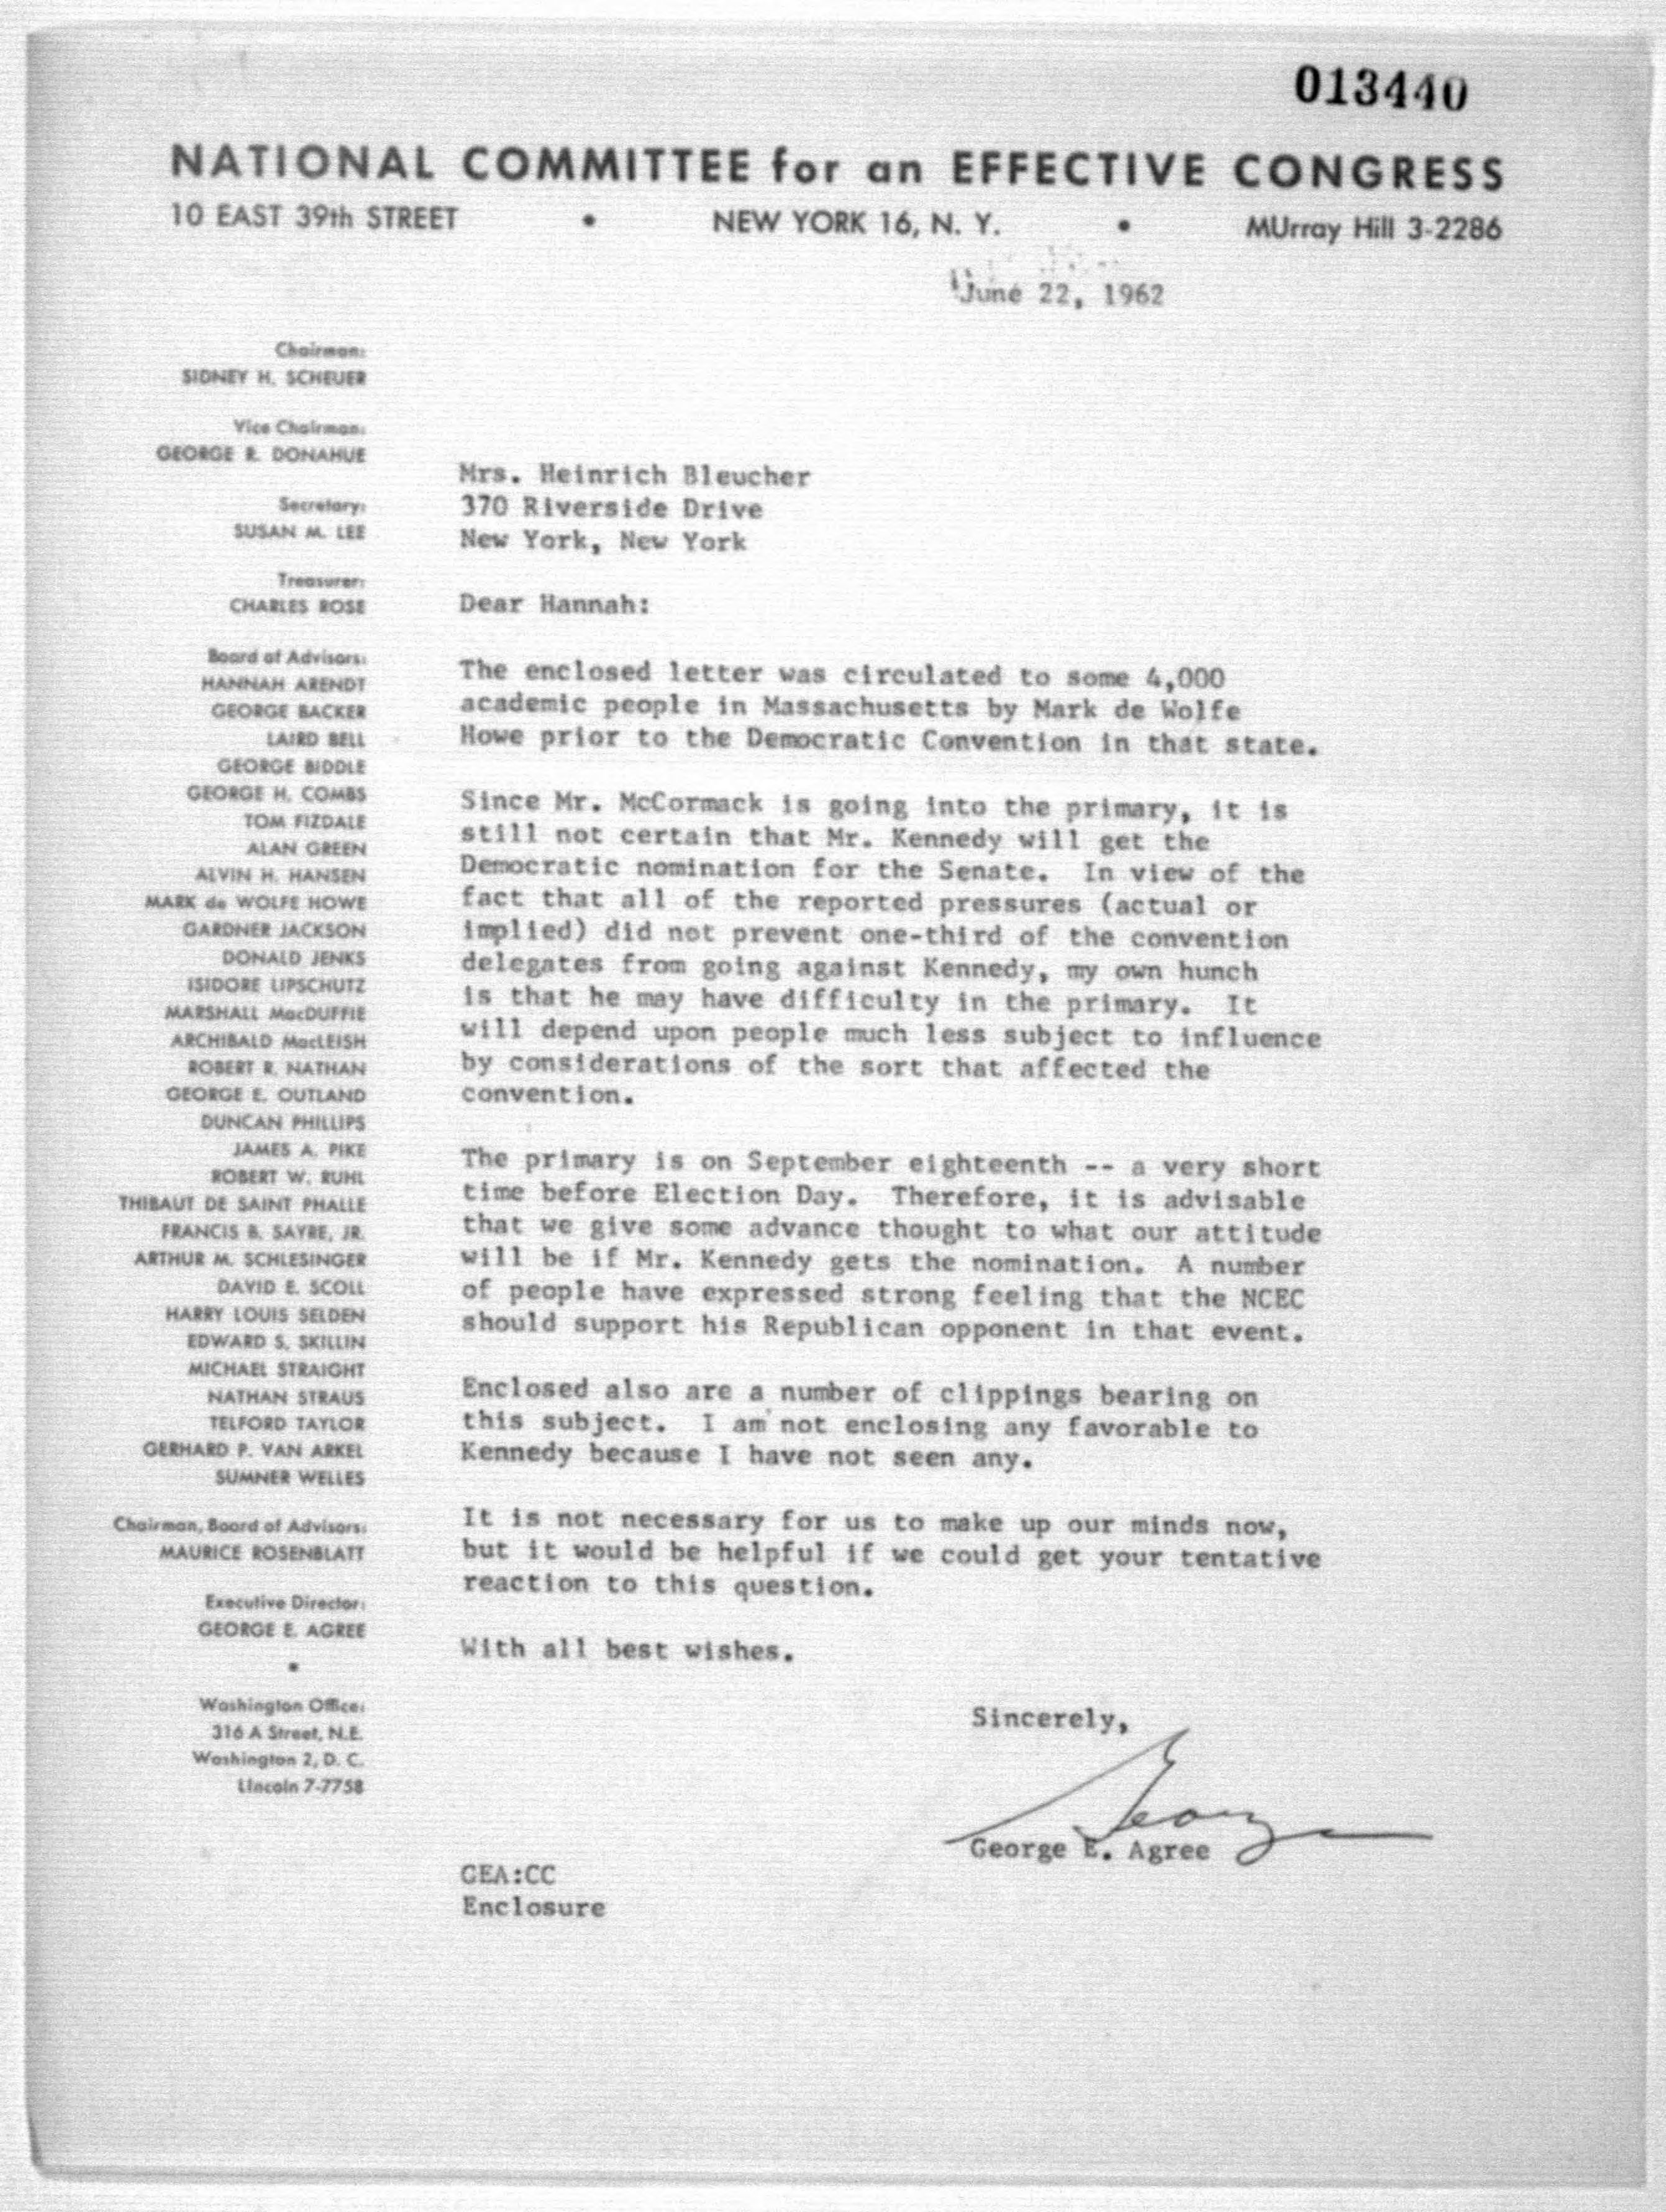 013440
NATIONAL COMMITTEE for an EFFECTIVE CONGRESS
10 EAST 39th STREET • NEW YORK 16, N. Y. • MUrray Hill 3-2286
June 22, 1962
Chairman:
SIDNEY H. SCHEUER
Vice Chairman:
GEORGE R. DONAHUE
Secretary:
SUSAN M. LEE
Treasurer:
CHARLES ROSE
Board of Advisors:
HANNAH ARENDT
GEORGE BACKER
LAIRD BELL
GEORGE BIDDLE
GEORGE H. COMBS
TOM FIZDALE
ALAN GREEN
ALVIN H. HANSEN
MARK de WOLFE HOWE
GARDNER JACKSON
DONALD JENKS
ISIDORE LIPSCHUTZ
MARSHALL MacDUFFIE
ARCHIBALD MacLEISH
ROBERT R. NATHAN
GEORGE E. OUTLAND
DUNCAN PHILLIPS
JAMES A. PIKE
ROBERT W. RUHL
THIBAUT DE SAINT PHALLE
FRANCIS B. SAYRE, JR.
ARTHUR M. SCHLESINGER
DAVID E. SCOLL
HARRY LOUIS SELDEN
EDWARD S. SKILLIN
MICHAEL STRAIGHT
NATHAN STRAUS
TELFORD TAYLOR
GERHARD P. VAN ARKEL
SUMNER WELLES
Chairman, Board of Advisors:
MAURICE ROSENBLATT
Executive Director:
GEORGE E. AGREE
•
Washington Office:
316 A Street, N.E.
Washington 2, D. C.
LIncoln 7-7758
Mrs. Heinrich Bleucher
370 Riverside Drive
New York, New York
Dear Hannah:
The enclosed letter was circulated to some 4,000
academic people in Massachusetts by Mark de Wolfe
Howe prior to the Democratic Convention in that state.
Since Mr. McCormack is going into the primary, it is
still not certain that Mr. Kennedy will get the
Democratic nomination for the Senate. In view of the
fact that all of the reported pressures (actual or
implied) did not prevent one-third of the convention
delegates from going against Kennedy, my own hunch
is that he may have difficulty in the primary. It
will depend upon people much less subject to influence
by considerations of the sort that affected the
convention.
The primary is on September eighteenth -- a very short
time before Election Day. Therefore, it is advisable
that we give some advance thought to what our attitude
will be if Mr. Kennedy gets the nomination. A number
of people have expressed strong feeling that the NCEC
should support his Republican opponent in that event.
Enclosed also are a number of clippings bearing on
this subject. I am not enclosing any favorable to
Kennedy because I have not seen any.
It is not necessary for us to make up our minds now,
but it would be helpful if we could get your tentative
reaction to this question.
With all best wishes.
Sincerely,
George
George E. Agree
GEA:CC
Enclosure